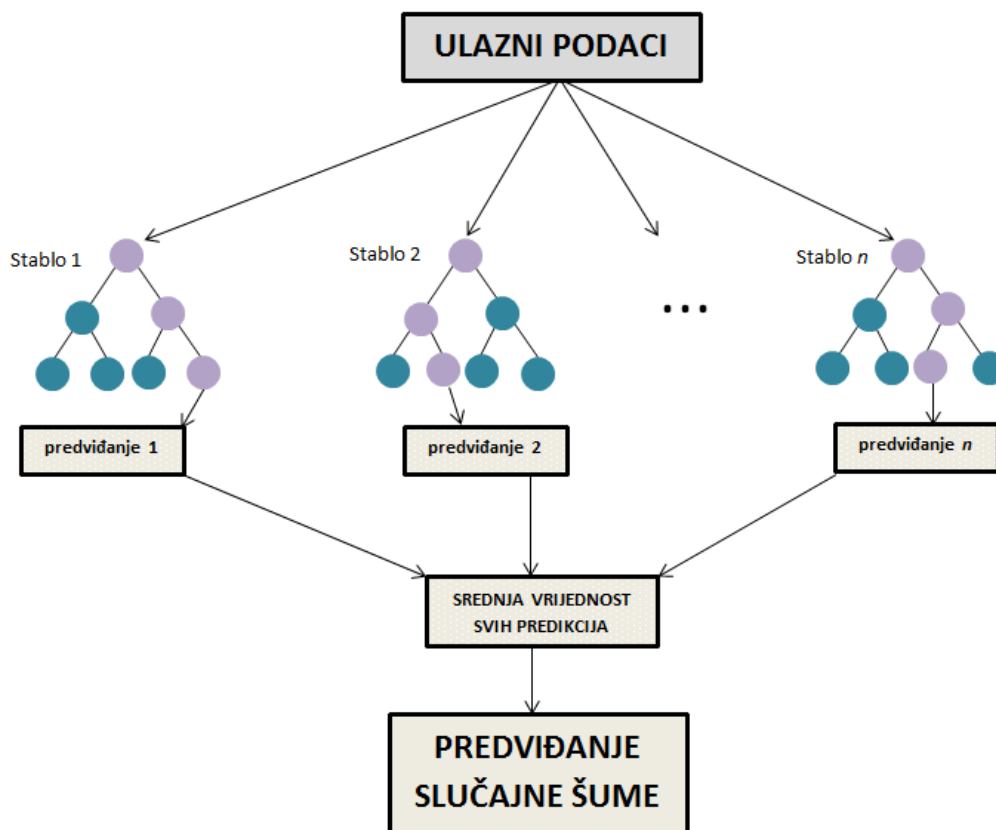 ULAZNI PODACI
Stablo 1
Stablo 2
Stablo n
...
predviđanje 1
predviđanje 2
predviđanje n
SREDNJA VRIJEDNOST
SVIH PREDIKCIJA
PREDVIĐANJE
SLUČAJNE ŠUME